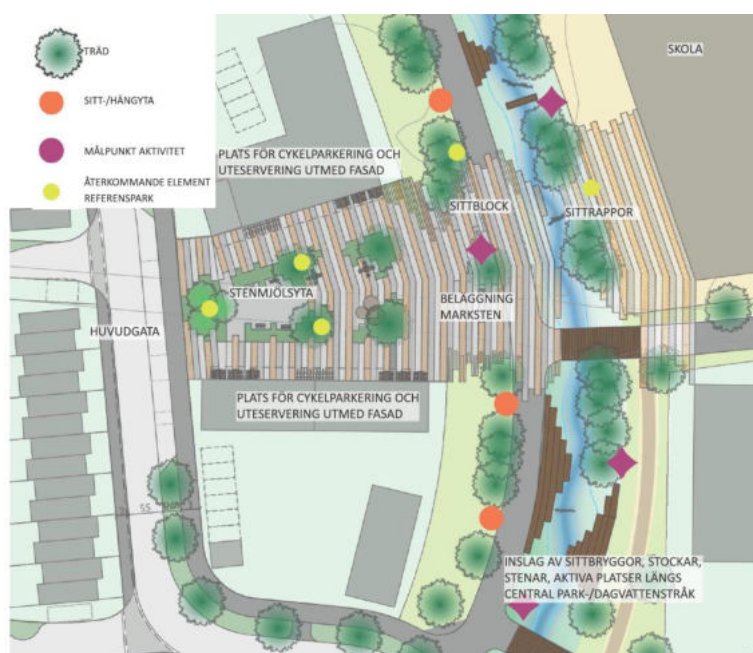 TRÄD
SITT-/HÄNGYTA
MÅLPUNKT AKTIVITET
ÅTERKOMMANDE ELEMENT
REFERENSPARK
SKOLA
PLATS FÖR CYKELPARKERING OCH
UTESERVERING UTMED FASAD
SITTBLOCK
SITTRAPPOR
STENMJÖLSYTA
BELÄGGNING
MARKSTEN
HUVUDGATA
PLATS FÖR CYKELPARKERING OCH
UTESERVERING UTMED FASAD
INSLAG AV SITTBRYGGOR, STOCKAR,
STENAR, AKTIVA PLATSER LÄNGS
CENTRAL PARK-/DAGVATTENSTRÅK